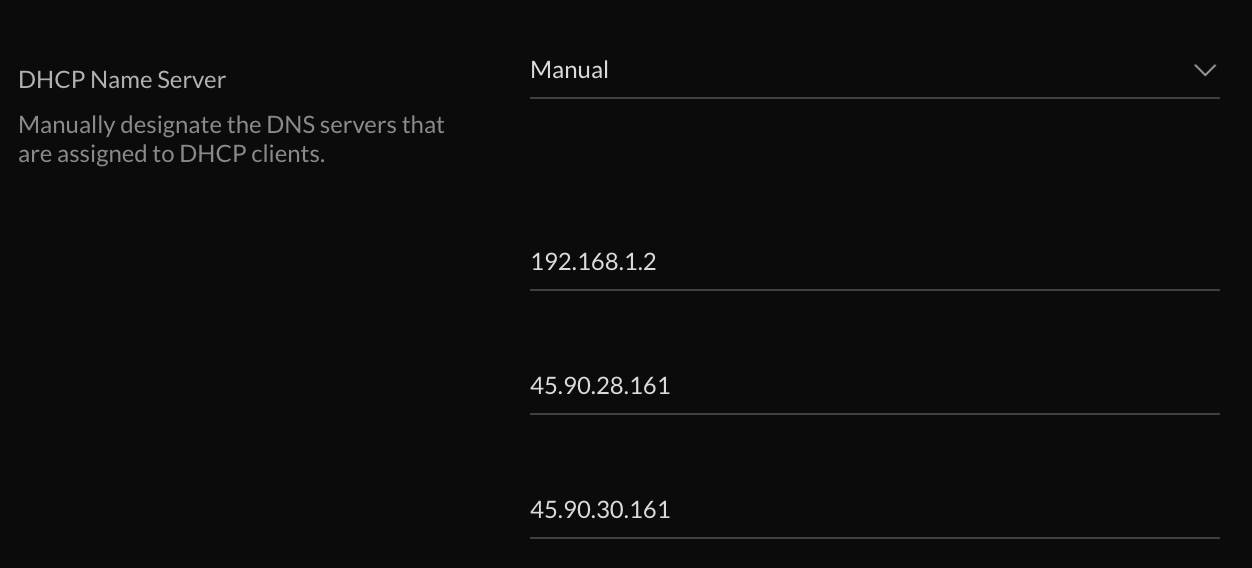 DHCP Name Server
Manually designate the DNS servers that
are assigned to DHCP clients.
Manual
192.168.1.2
45.90.28.161
45.90.30.161